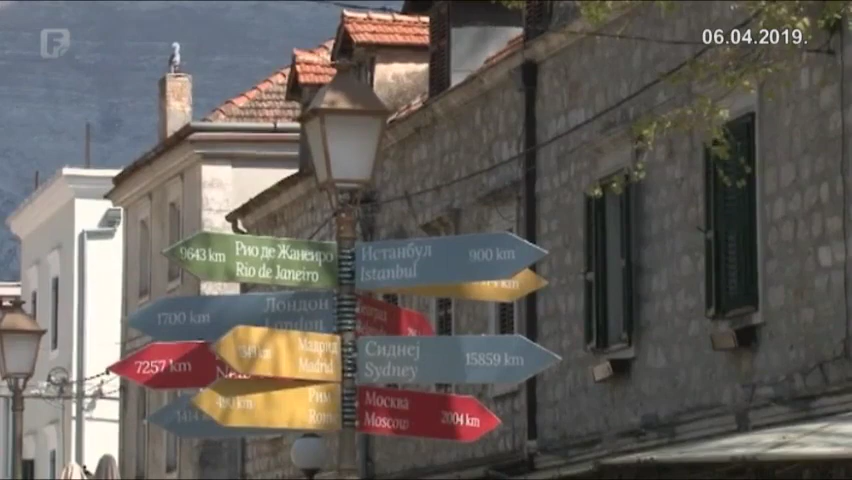 06.04.2019.
9643 km
Рио де Жанеиро
Rio de Janeiro
Истанбул
Istanbul
900 km
1700 km
Лондон
London
7257 km
Мадрид
Madrid
Сиднеј
Sydney
15859 km
Рим
Москва
Moscow
2004 km